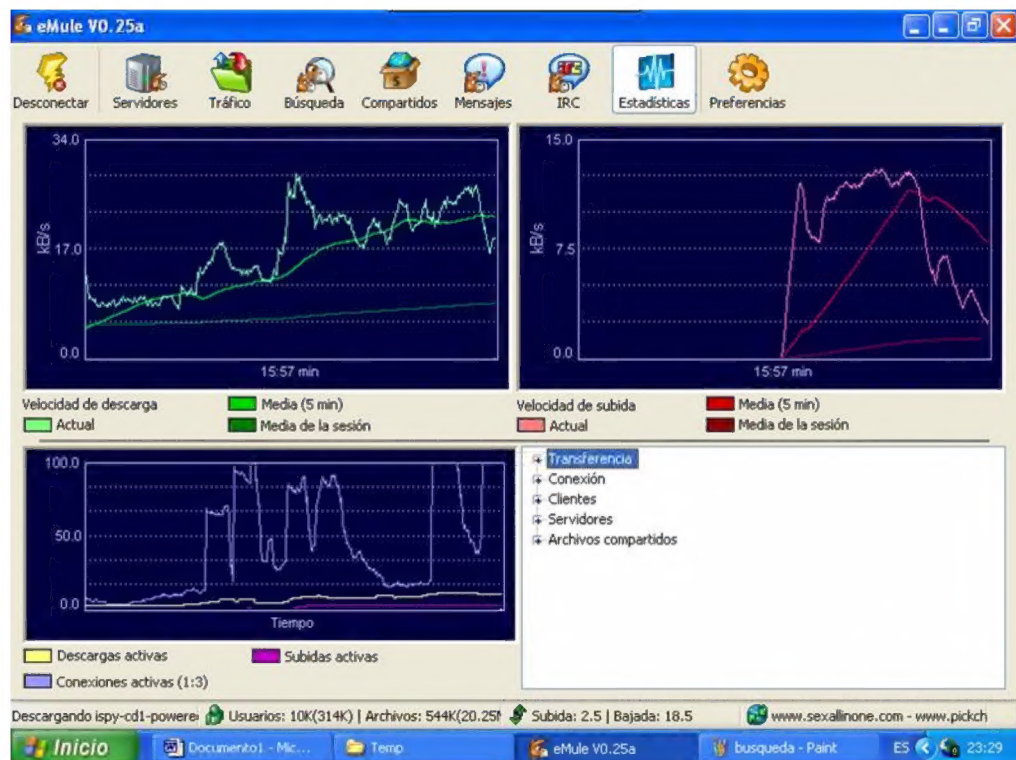 eMule V0.25a
Desconectar Servidores Tráfico Búsqueda Compartidos Mensajes IRC Estadísticas Preferencias
34.0
kB/s
17.0
0.0
15:57 min
15.0
kB/s
7.5
0.0
15:57 min
Velocidad de descarga Media (5 min)
Actual Media de la sesión
Velocidad de subida Media (5 min)
Actual Media de la sesión
100.0
50.0
0.0
Tiempo
Descargas activas Subidas activas
Conexiones activas (1:3)
Transferencia
Conexión
Clientes
Servidores
Archivos compartidos
Descargando ispy-cd1-powere Usuarios: 10K(314K) | Archivos: 544K(20.25M Subida: 2.5 | Bajada: 18.5 www.sexallinone.com - www.pickch
Inicio Documento1 - Mic... Temp eMule V0.25a busqueda - Paint ES 23:29